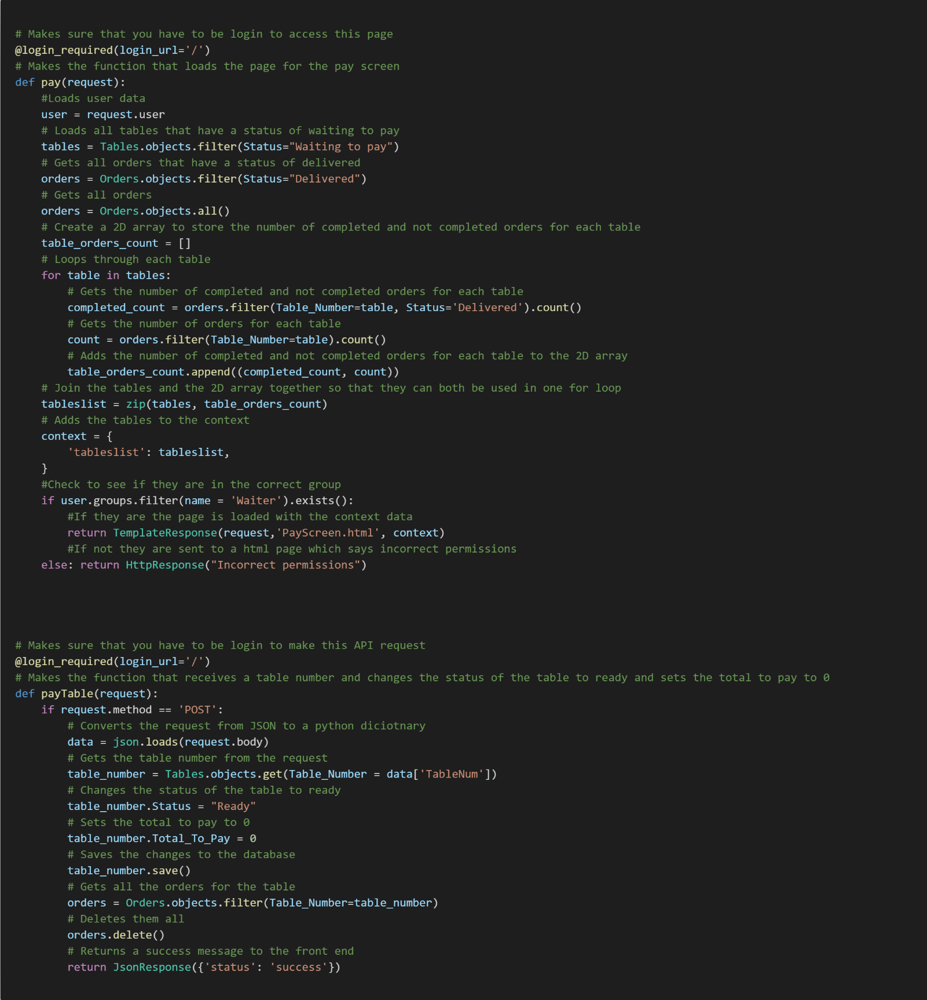 # Makes sure that you have to be login to access this page
@login_required(login_url='/')
# Makes the function that loads the page for the pay screen
def pay(request):
    #Loads user data
    user = request.user
    # Loads all tables that have a status of waiting to pay
    tables = Tables.objects.filter(Status="Waiting to pay")
    # Gets all orders that have a status of delivered
    orders = Orders.objects.filter(Status="Delivered")
    # Gets all orders
    orders = Orders.objects.all()
    # Create a 2D array to store the number of completed and not completed orders for each table
    table_orders_count = []
    # Loops through each table
    for table in tables:
        # Gets the number of completed and not completed orders for each table
        completed_count = orders.filter(Table_Number=table, Status='Delivered').count()
        # Gets the number of orders for each table
        count = orders.filter(Table_Number=table).count()
        # Adds the number of completed and not completed orders for each table to the 2D array
        table_orders_count.append((completed_count, count))
    # Join the tables and the 2D array together so that they can both be used in one for loop
    tableslist = zip(tables, table_orders_count)
    # Adds the tables to the context
    context = {
        'tableslist': tableslist,
    }
    #Check to see if they are in the correct group
    if user.groups.filter(name = 'Waiter').exists():
        #If they are the page is loaded with the context data
        return TemplateResponse(request,'PayScreen.html', context)
        #If not they are sent to a html page which says incorrect permissions
    else: return HttpResponse("Incorrect permissions")
# Makes sure that you have to be login to make this API request
@login_required(login_url='/')
# Makes the function that receives a table number and changes the status of the table to ready and sets the total to pay to 0
def payTable(request):
    if request.method == 'POST':
        # Converts the request from JSON to a python diciotnary
        data = json.loads(request.body)
        # Gets the table number from the request
        table_number = Tables.objects.get(Table_Number = data['TableNum'])
        # Changes the status of the table to ready
        table_number.Status = "Ready"
        # Sets the total to pay to 0
        table_number.Total_To_Pay = 0
        # Saves the changes to the database
        table_number.save()
        # Gets all the orders for the table
        orders = Orders.objects.filter(Table_Number=table_number)
        # Deletes them all
        orders.delete()
        # Returns a success message to the front end
        return JsonResponse({'status': 'success'})